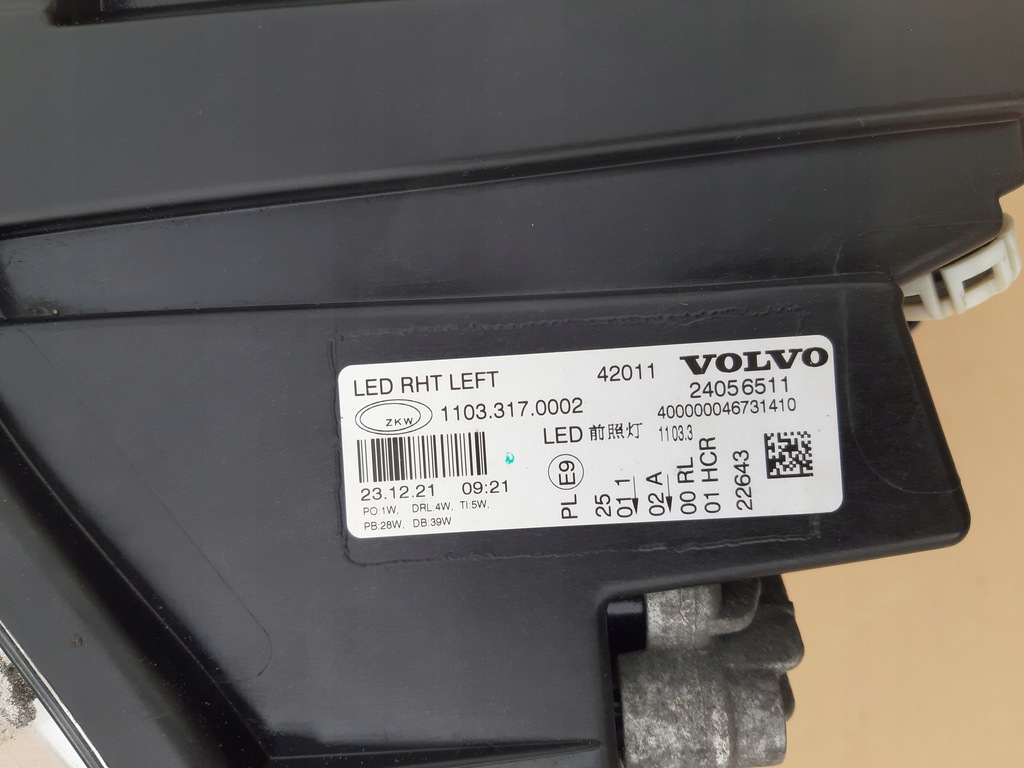 LED RHT LEFT 42011 VOLVO
24056511
ZKW 1103.317.0002 400000046731410
LED 前照灯 1103.3
23.12.21 09:21
PO:1W, DRL:4W, TI:5W,
PB:28W, DB:39W
PL E9
25
01 1
02 A
00 RL
01 HCR
22643